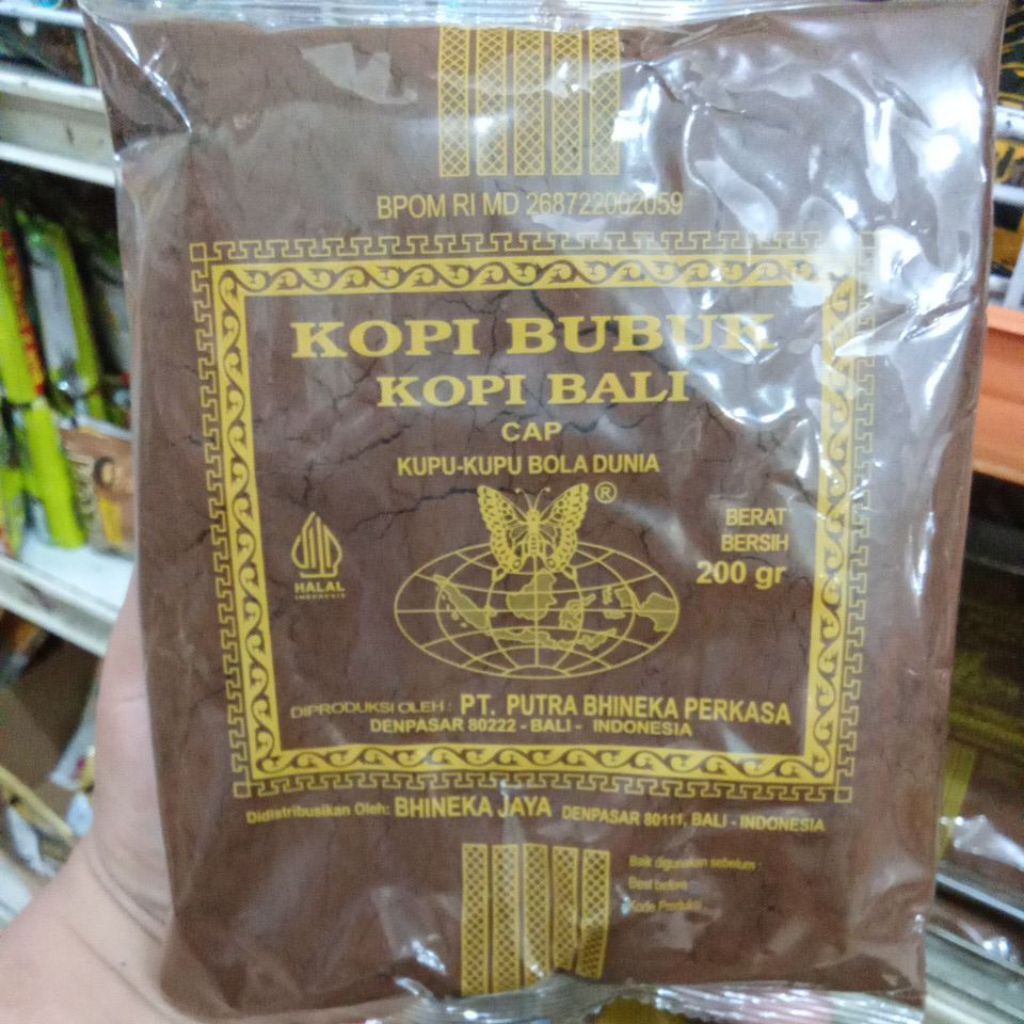 BPOM RI MD 268722002059
KOPI BUBUK
KOPI BALI
CAP
KUPU-KUPU BOLA DUNIA
®
BERAT
BERSIH
200 gr
HALAL
INDONESIA
DIPRODUKSI OLEH : PT. PUTRA BHINEKA PERKASA
DENPASAR 80222 - BALI - INDONESIA
Didistribusikan Oleh: BHINEKA JAYA DENPASAR 80111, BALI - INDONESIA
Baik digunakan sebelum :
Best before
Kode Produksi